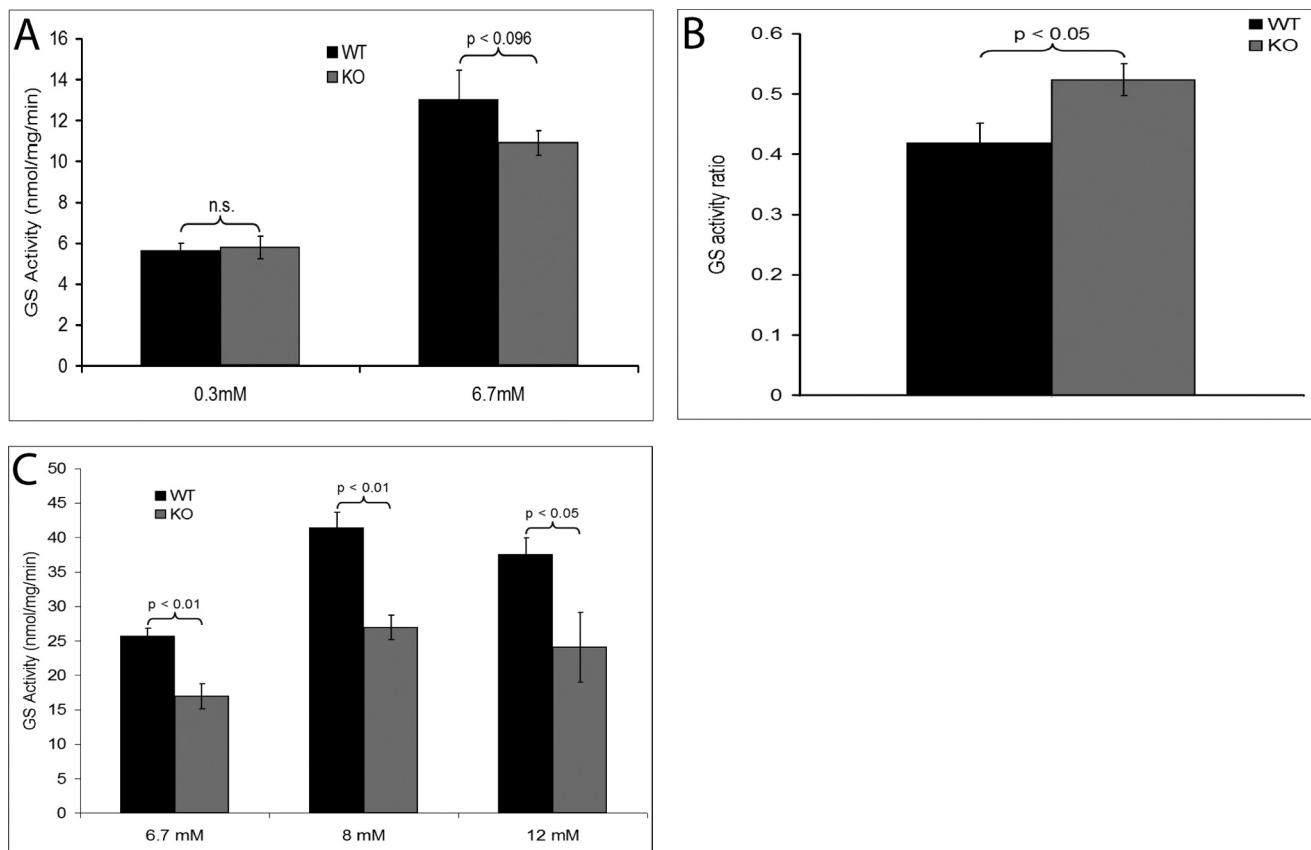 A
GS Activity (nmol/mg/min)
16
14
12
10
8
6
4
2
0
WT
KO
n.s.
p < 0.096
0.3mM
6.7mM
B
GS activity ratio
0.6
0.5
0.4
0.3
0.2
0.1
0
p < 0.05
WT
KO
C
GS Activity (nmol/mg/min)
50
45
40
35
30
25
20
15
10
5
0
WT
KO
p < 0.01
p < 0.01
p < 0.05
6.7 mM
8 mM
12 mM